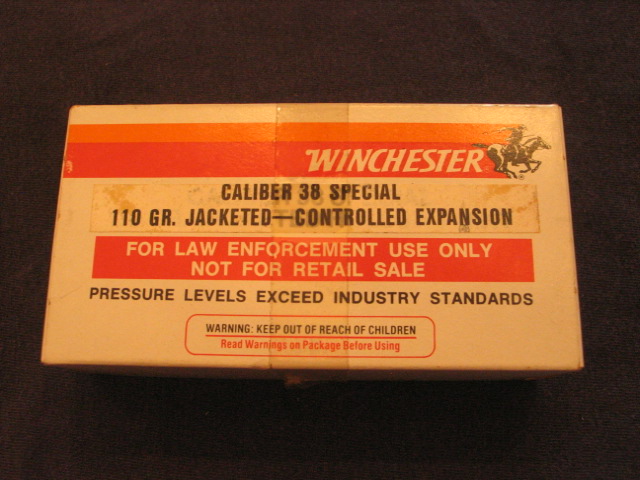 WINCHESTER
CALIBER 38 SPECIAL
110 GR. JACKETED—CONTROLLED EXPANSION
FOR LAW ENFORCEMENT USE ONLY
NOT FOR RETAIL SALE
PRESSURE LEVELS EXCEED INDUSTRY STANDARDS
WARNING: KEEP OUT OF REACH OF CHILDREN
Read Warnings on Package Before Using